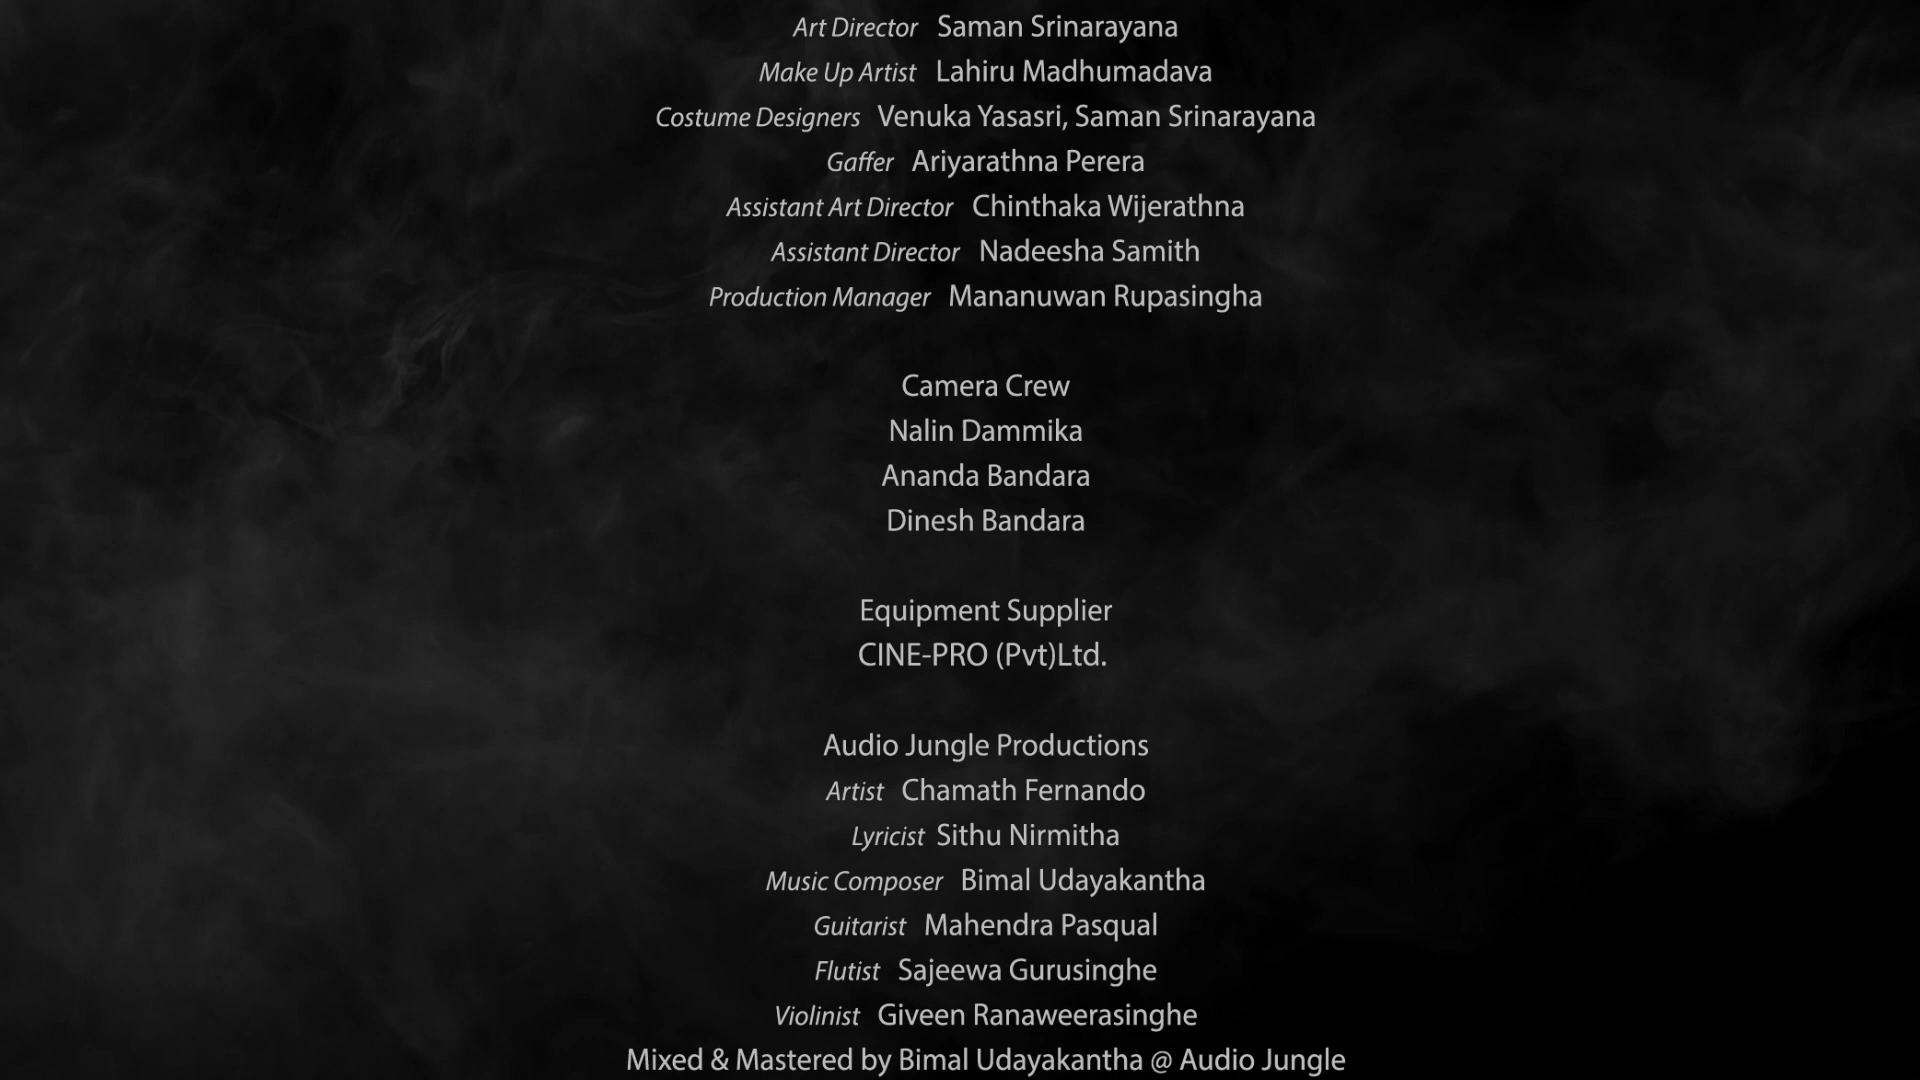 Art Director Saman Srinarayana
Make Up Artist Lahiru Madhumadava
Costume Designers Venuka Yasasri, Saman Srinarayana
Gaffer Ariyarathna Perera
Assistant Art Director Chinthaka Wijerathna
Assistant Director Nadeesha Samith
Production Manager Mananuwan Rupasingha
Camera Crew
Nalin Dammika
Ananda Bandara
Dinesh Bandara
Equipment Supplier
CINE-PRO (Pvt)Ltd.
Audio Jungle Productions
Artist Chamath Fernando
Lyricist Sithu Nirmitha
Music Composer Bimal Udayakantha
Guitarist Mahendra Pasqual
Flutist Sajeewa Gurusinghe
Violinist Giveen Ranaweerasinghe
Mixed & Mastered by Bimal Udayakantha @ Audio Jungle